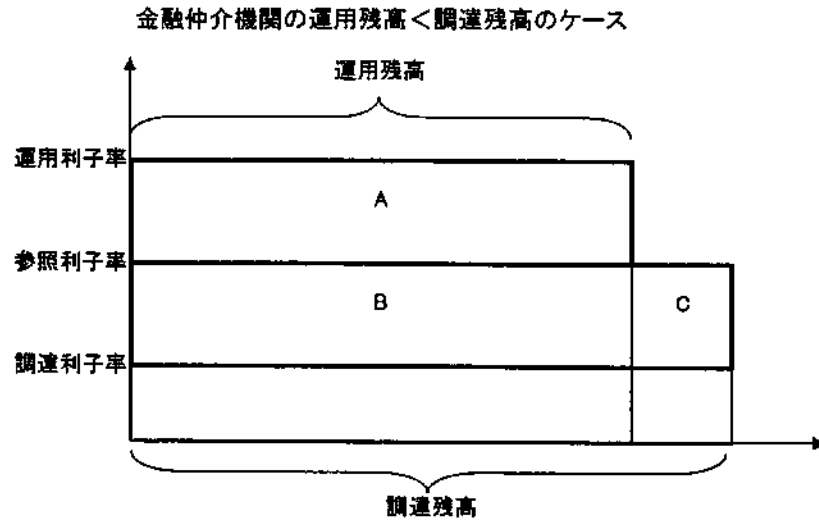 金融仲介機関の運用残高＜調達残高のケース
運用残高
運用利子率
A
参照利子率
B
C
調達利子率
調達残高